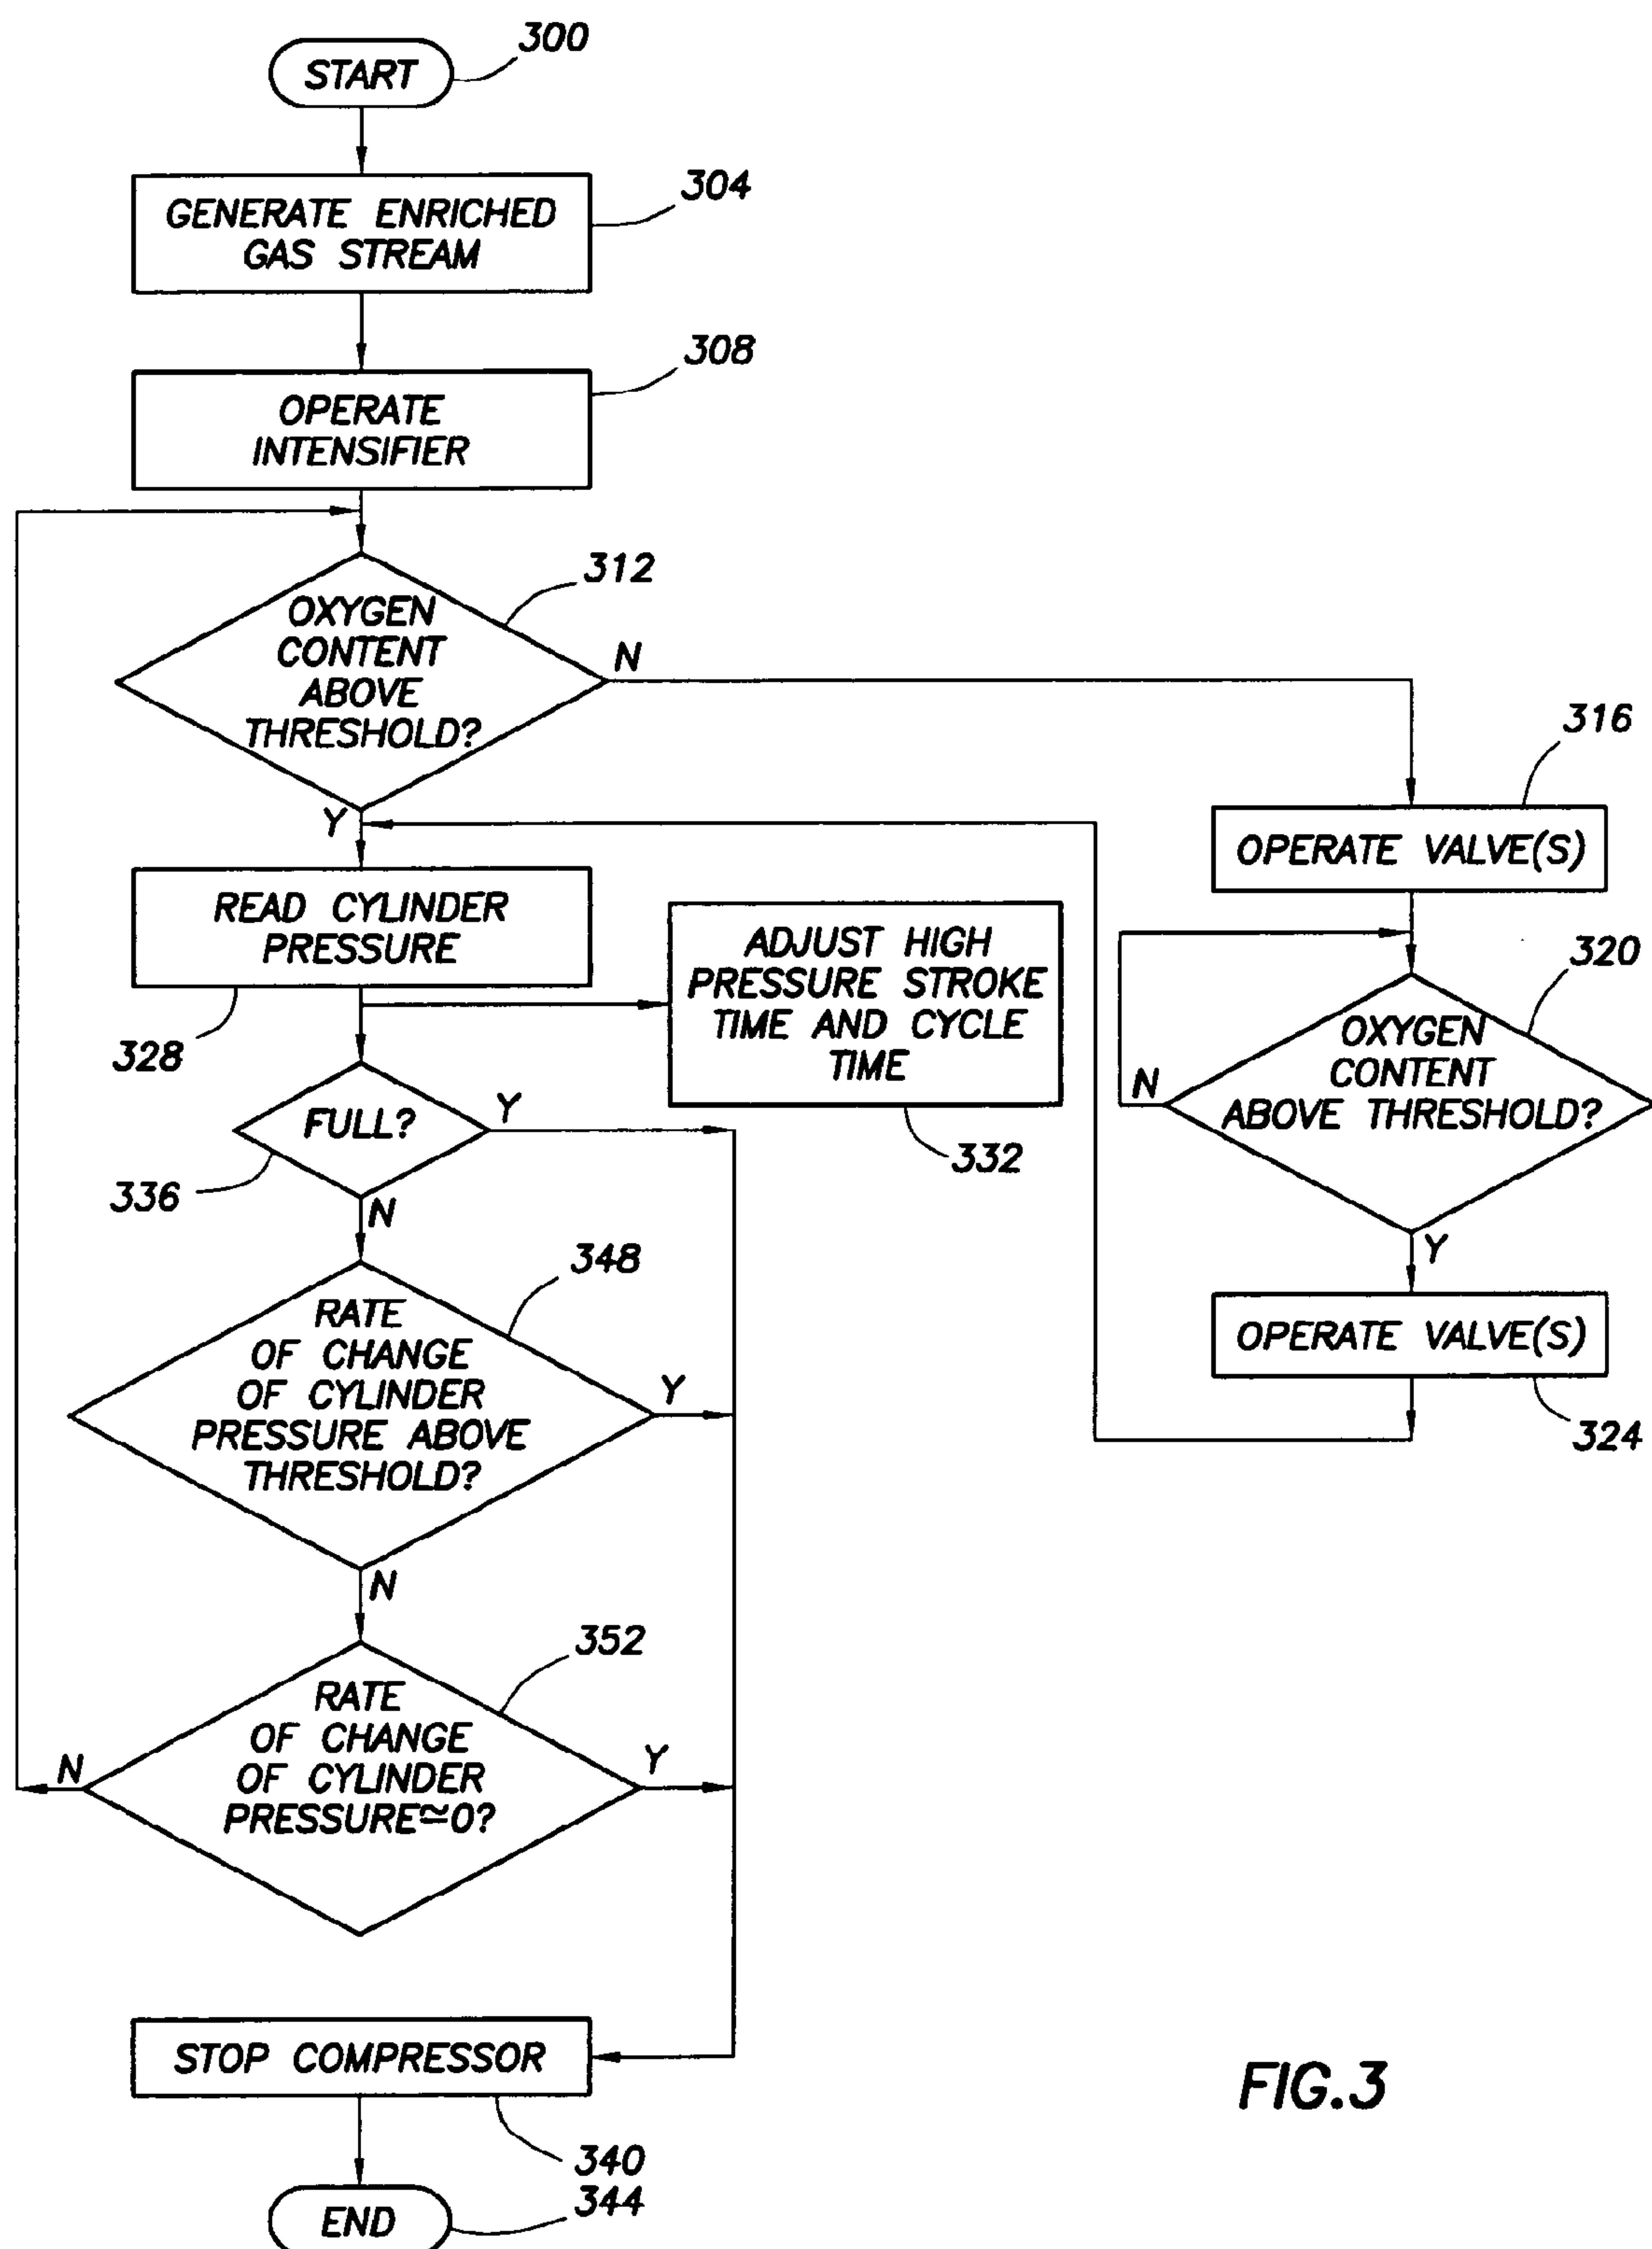 300
START
304
GENERATE ENRICHED
GAS STREAM
308
OPERATE
INTENSIFIER
312
OXYGEN
CONTENT
ABOVE
THRESHOLD?
N
Y
316
OPERATE VALVE(S)
320
OXYGEN
CONTENT
ABOVE THRESHOLD?
N
Y
OPERATE VALVE(S)
324
READ CYLINDER
PRESSURE
328
ADJUST HIGH
PRESSURE STROKE
TIME AND CYCLE
TIME
332
FULL?
Y
336
N
348
RATE
OF CHANGE
OF CYLINDER
PRESSURE ABOVE
THRESHOLD?
Y
N
352
RATE
OF CHANGE
OF CYLINDER
PRESSURE≃0?
N
Y
STOP COMPRESSOR
340
344
END
FIG.3